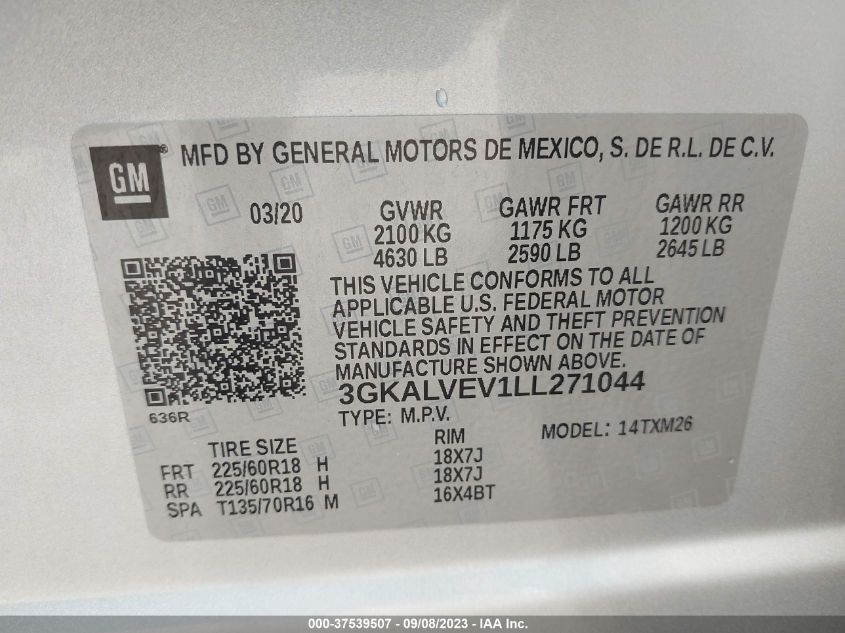 GM® MFD BY GENERAL MOTORS DE MEXICO, S. DE R.L. DE C.V.
03/20 GVWR GAWR FRT GAWR RR
2100 KG 1175 KG 1200 KG
4630 LB 2590 LB 2645 LB
THIS VEHICLE CONFORMS TO ALL
APPLICABLE U.S. FEDERAL MOTOR
VEHICLE SAFETY AND THEFT PREVENTION
STANDARDS IN EFFECT ON THE DATE OF
MANUFACTURE SHOWN ABOVE.
3GKALVEV1LL271044
636R TYPE: M.P.V. MODEL: 14TXM26
TIRE SIZE RIM
FRT 225/60R18 H 18X7J
RR 225/60R18 H 18X7J
SPA T135/70R16 M 16X4BT
000-37539507 - 09/08/2023 - IAA Inc.